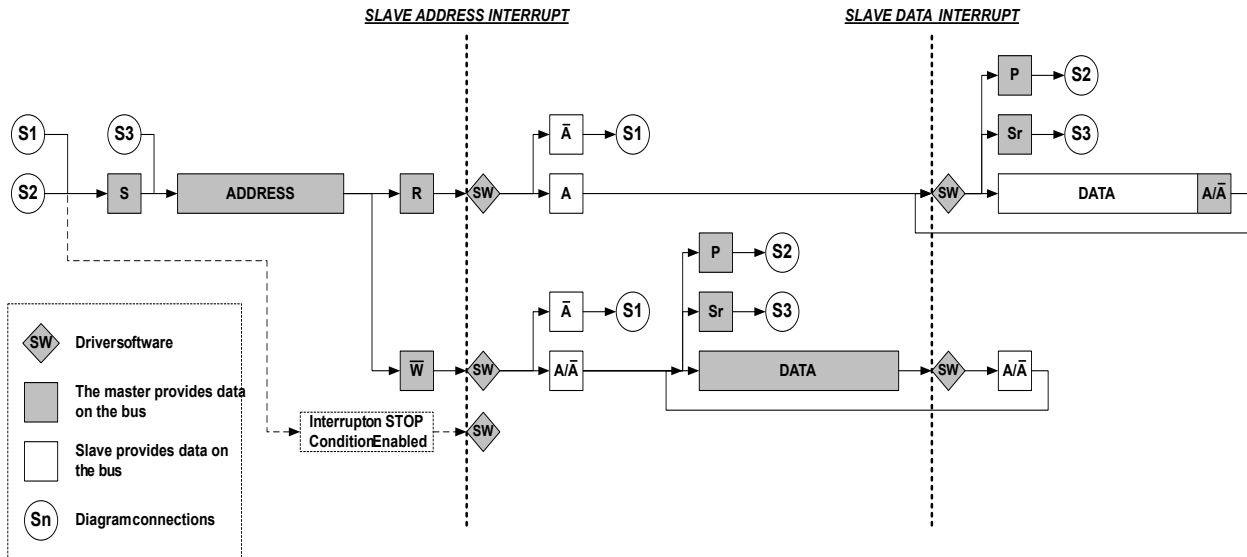 SLAVE ADDRESS INTERRUPT
SLAVE DATA INTERRUPT
P
S2
S1
S3
A̅
S1
Sr
S3
S2
S
ADDRESS
R
SW
A
SW
DATA
A/A̅
P
S2
A̅
S1
Sr
S3
W̅
SW
A/A̅
DATA
SW
A/A̅
Interrupton STOP
ConditionEnabled
SW
SW
Driversoftware
The master provides data
on the bus
Slave provides data on
the bus
Sn
Diagramconnections